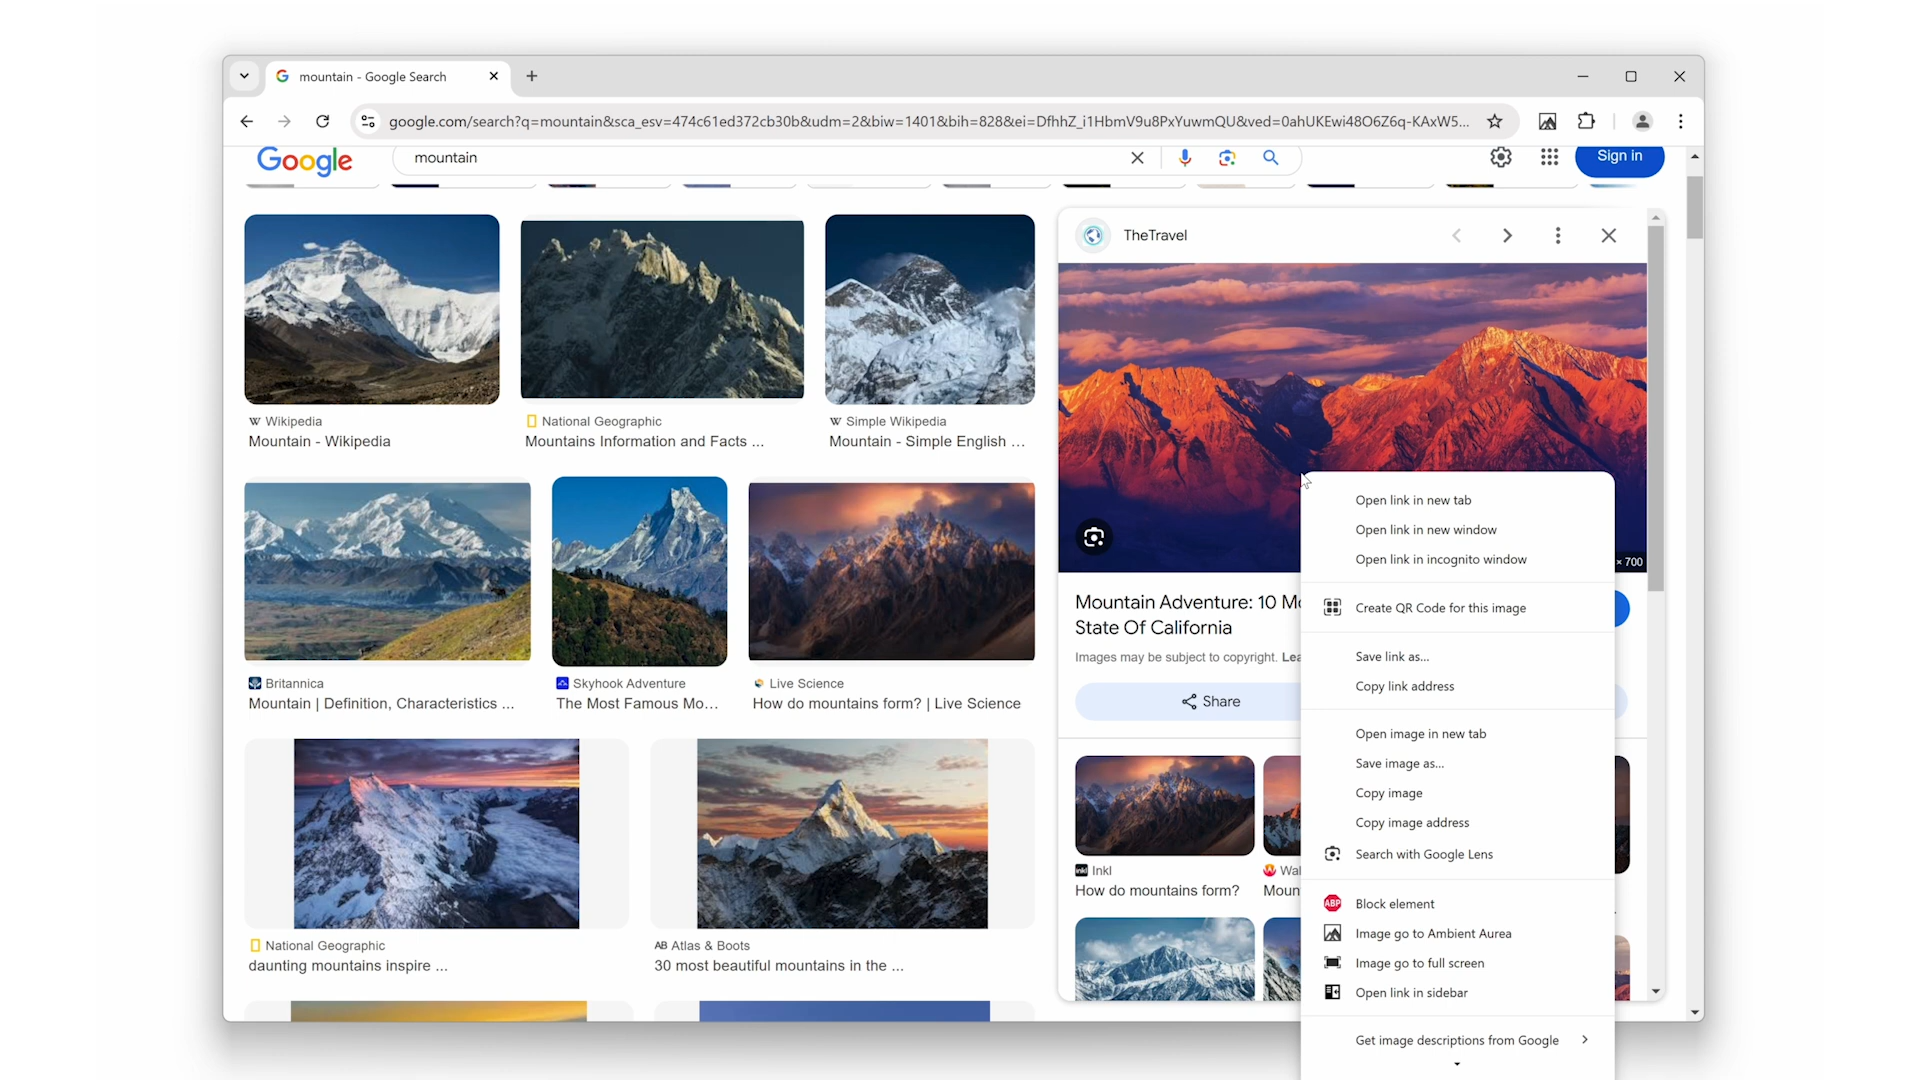 mountain - Google Search
google.com/search?q=mountain&sca_esv=474c61ed372cb30b&udm=2&biw=1401&bih=828&ei=DfhhZ_i1HbmV9u8PxYuwmQU&ved=0ahUKEwi48O6Z6q-KAxW5...
Google
mountain
Sign in
TheTravel
Wikipedia
Mountain - Wikipedia
National Geographic
Mountains Information and Facts ...
Simple Wikipedia
Mountain - Simple English ...
× 700
Britannica
Mountain | Definition, Characteristics ...
Skyhook Adventure
The Most Famous Mo...
Live Science
How do mountains form? | Live Science
Mountain Adventure: 10 Mo
State Of California
Images may be subject to copyright. Lea
Share
Inkl
How do mountains form?
Wal
Moun
National Geographic
daunting mountains inspire ...
AB Atlas & Boots
30 most beautiful mountains in the ...
Open link in new tab
Open link in new window
Open link in incognito window
Create QR Code for this image
Save link as...
Copy link address
Open image in new tab
Save image as...
Copy image
Copy image address
Search with Google Lens
ABP Block element
Image go to Ambient Aurea
Image go to full screen
Open link in sidebar
Get image descriptions from Google